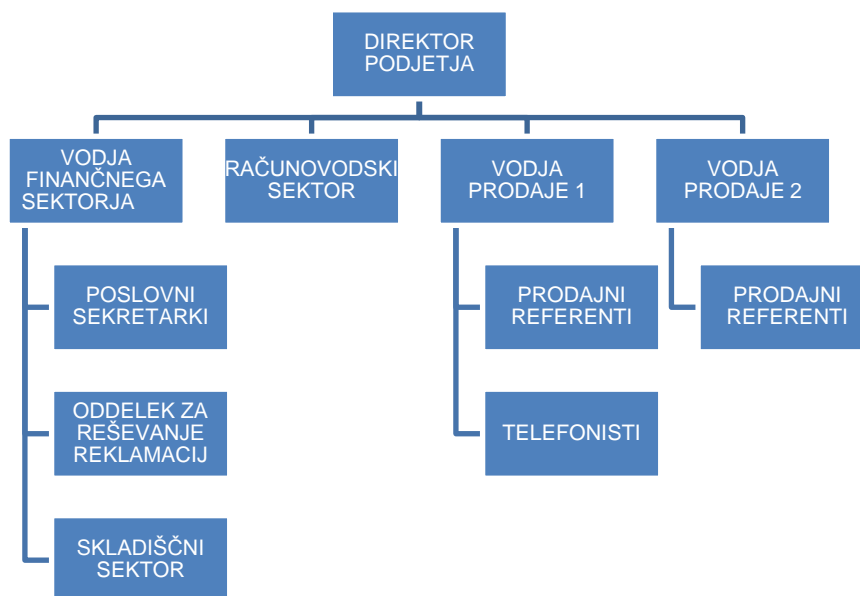 DIREKTOR
PODJETJA
VODJA
FINANČNEGA
SEKTORJA
RAČUNOVODSKI
SEKTOR
VODJA
PRODAJE 1
VODJA
PRODAJE 2
POSLOVNI
SEKRETARKI
PRODAJNI
REFERENTI
PRODAJNI
REFERENTI
ODDELEK ZA
REŠEVANJE
REKLAMACIJ
TELEFONISTI
SKLADIŠČNI
SEKTOR